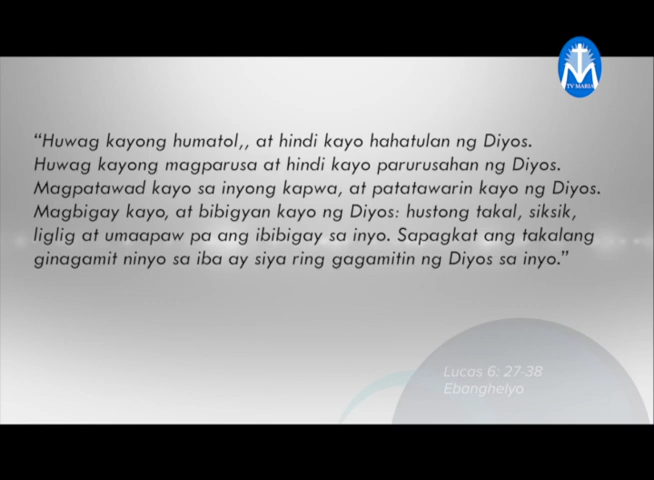 TV MARIA
“Huwag kayong humatol,, at hindi kayo hahatulan ng Diyos.
Huwag kayong magparusa at hindi kayo parurusahan ng Diyos.
Magpatawad kayo sa inyong kapwa, at patatawarin kayo ng Diyos.
Magbigay kayo, at bibigyan kayo ng Diyos: hustong takal, siksik,
liglig at umaapaw pa ang ibibigay sa inyo. Sapagkat ang takalang
ginagamit ninyo sa iba ay siya ring gagamitin ng Diyos sa inyo.”
Lucas 6: 27-38
Ebanghelyo